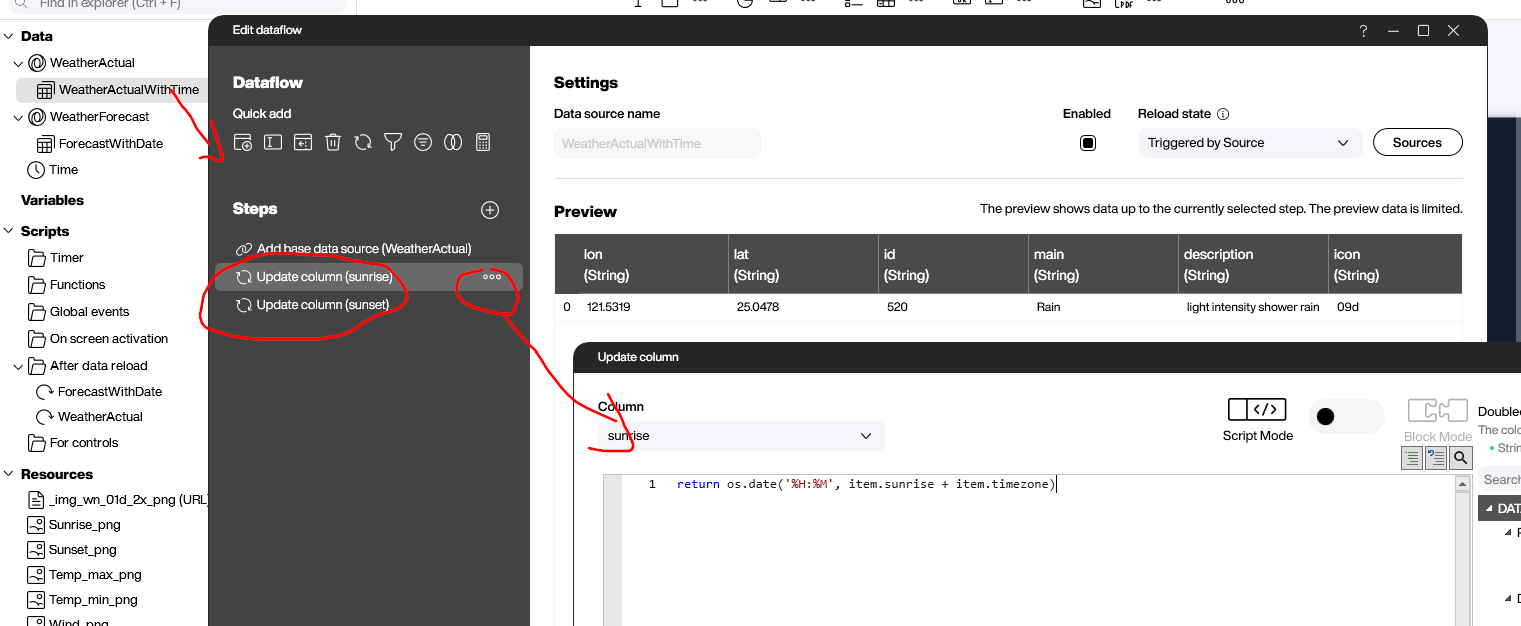 Find in explorer (Ctrl + F)
Edit dataflow
Data
WeatherActual
WeatherActualWithTime
WeatherForecast
ForecastWithDate
Time
Variables
Scripts
Timer
Functions
Global events
On screen activation
After data reload
ForecastWithDate
WeatherActual
For controls
Resources
_img_wn_01d_2x_png (URL)
Sunrise_png
Sunset_png
Temp_max_png
Temp_min_png
Wind_png
Dataflow
Quick add
Steps
Add base data source (WeatherActual)
Update column (sunrise)
Update column (sunset)
Settings
Data source name
Enabled
Reload state
WeatherActualWithTime
Triggered by Source
Sources
Preview
The preview shows data up to the currently selected step. The preview data is limited.
lon lat id main description icon
(String) (String) (String) (String) (String) (String)
0 121.5319 25.0478 520 Rain light intensity shower rain 09d
Update column
Column
sunrise
Script Mode
Block Mode
1 return os.date('%H:%M', item.sunrise + item.timezone)
Search